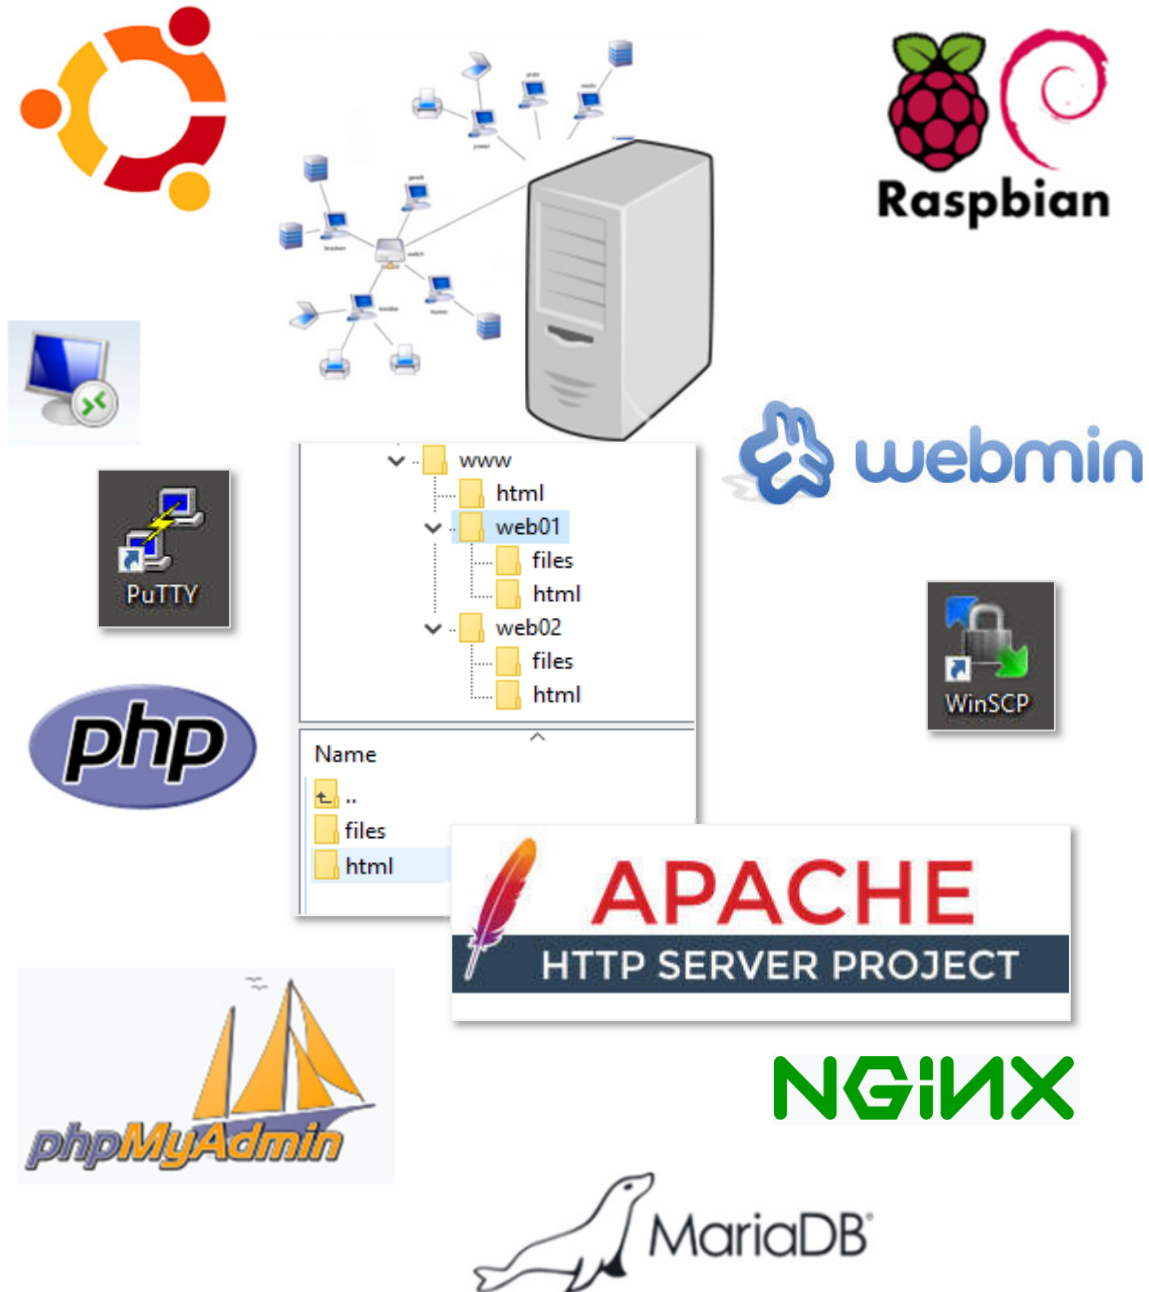 Raspbian
webmin
www
html
web01
files
html
web02
files
html
PuTTY
WinSCP
php
Name
..
files
html
APACHE
HTTP SERVER PROJECT
phpMyAdmin
NGiNX
MariaDB